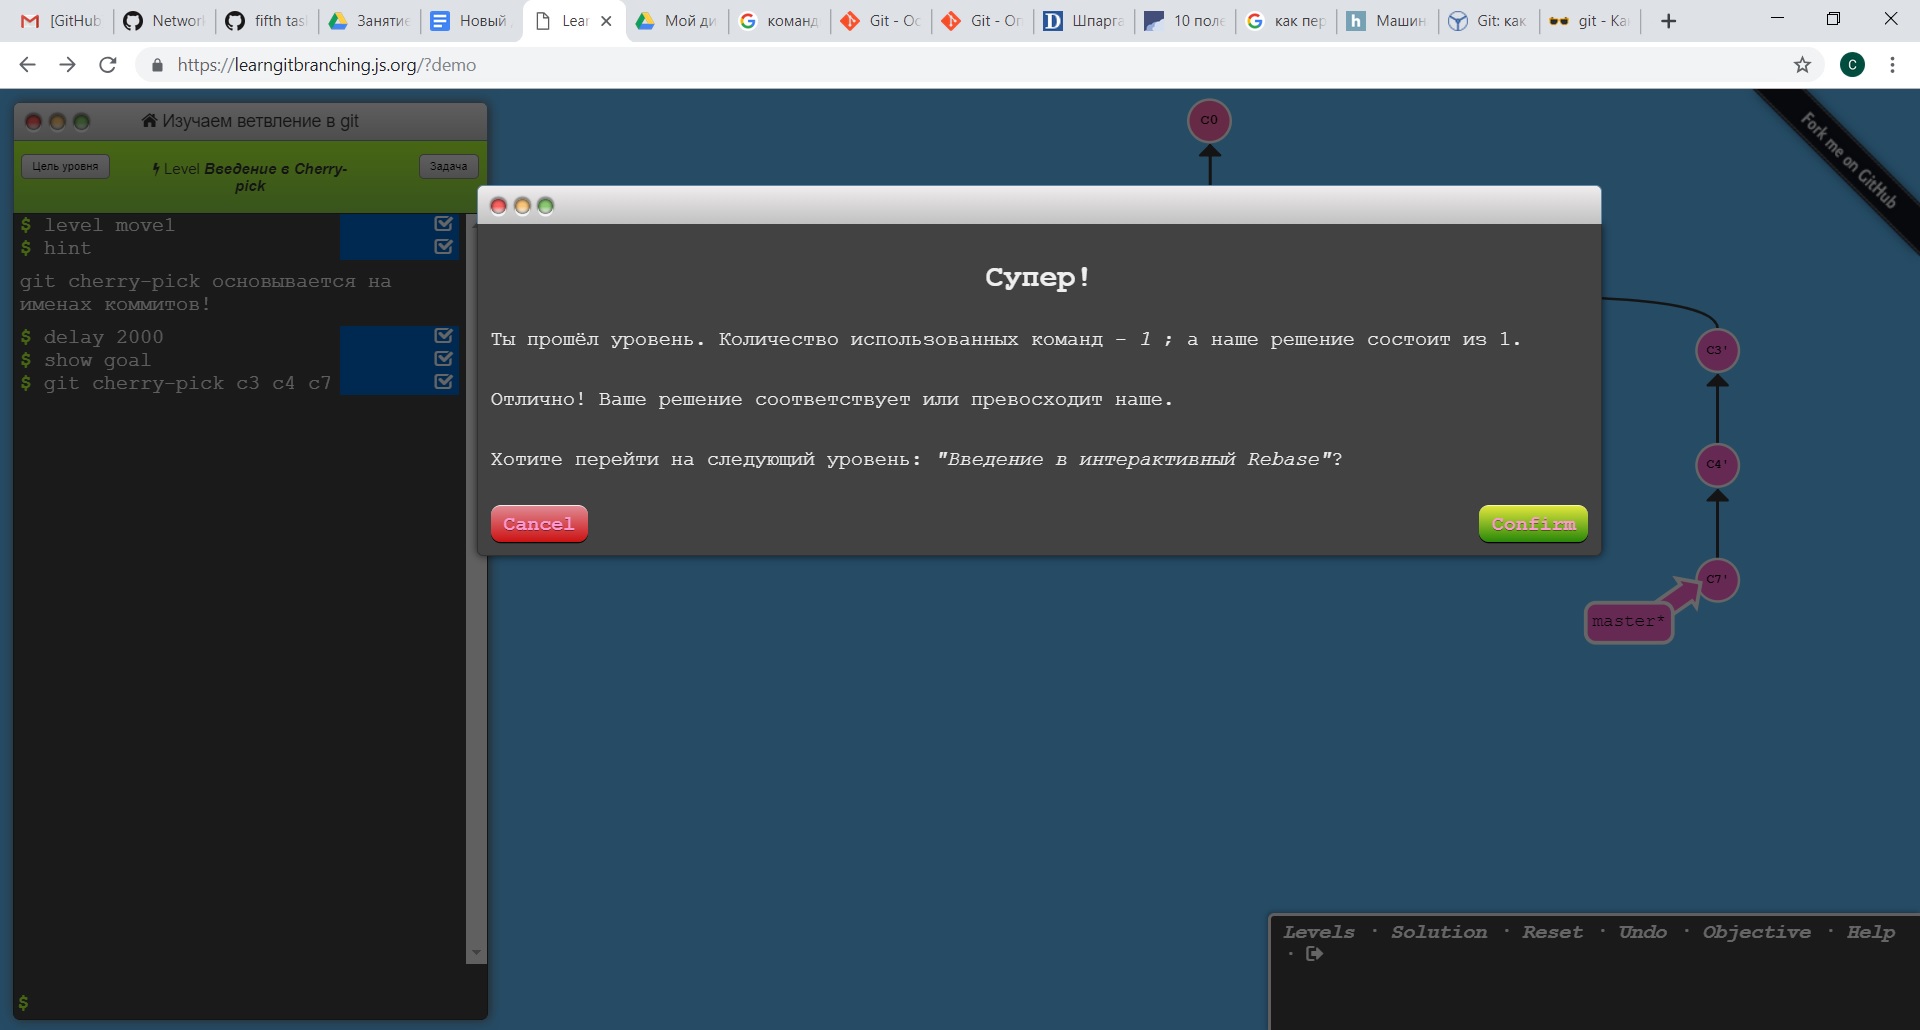 [GitHub
Network
fifth tas
Занятие
Новый
Lear
Мой ди
команд
Git - Ос
Git - Оп
Шпарга
10 поле
как пер
Машин
Git: как
git - Ка
https://learngitbranching.js.org/?demo
C
Изучаем ветвление в git
Цель уровня
Level Введение в Cherry-
pick
Задача
$ level move1
$ hint
git cherry-pick основывается на
именах коммитов!
$ delay 2000
$ show goal
$ git cherry-pick c3 c4 c7
$
C0
Fork me on GitHub
Супер!
Ты прошёл уровень. Количество использованных команд - 1 ; а наше решение состоит из 1.
Отлично! Ваше решение соответствует или превосходит наше.
Хотите перейти на следующий уровень: "Введение в интерактивный Rebase"?
Cancel
Confirm
C3'
C4'
C7'
master*
Levels · Solution · Reset · Undo · Objective · Help
·